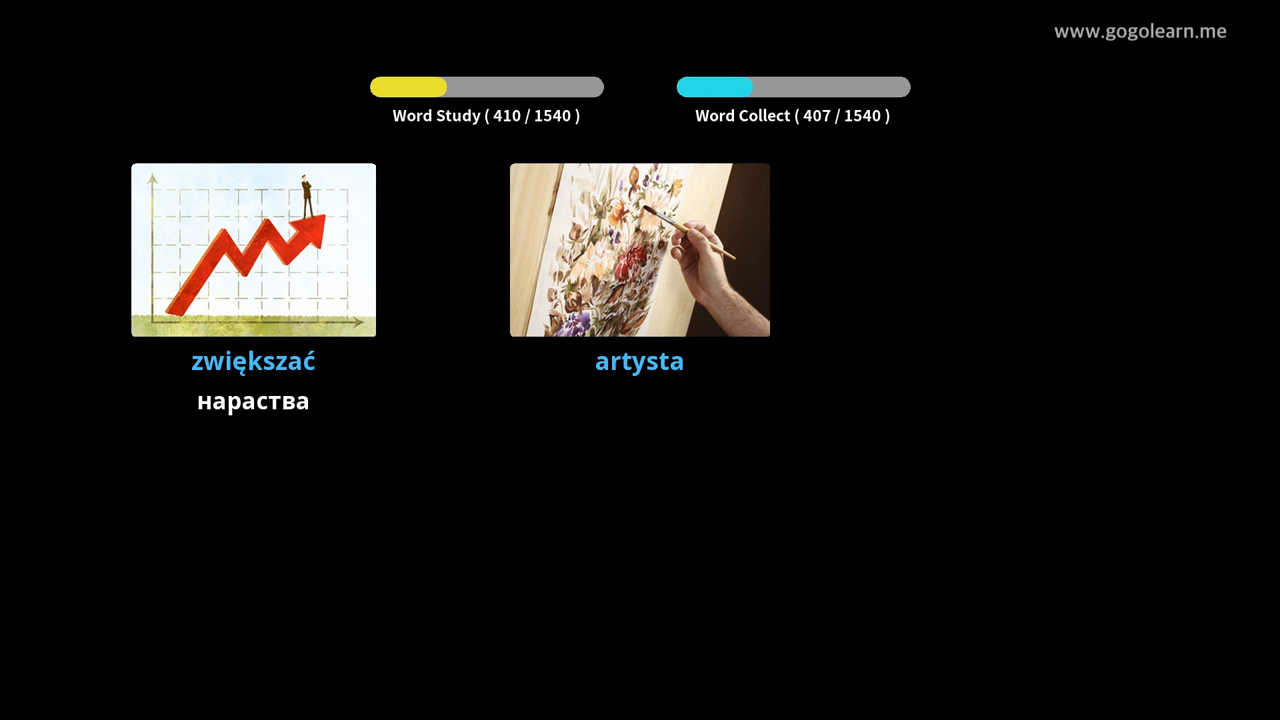 www.gogolearn.me
Word Study ( 410 / 1540 )
Word Collect ( 407 / 1540 )
zwiększać
artysta
нараства